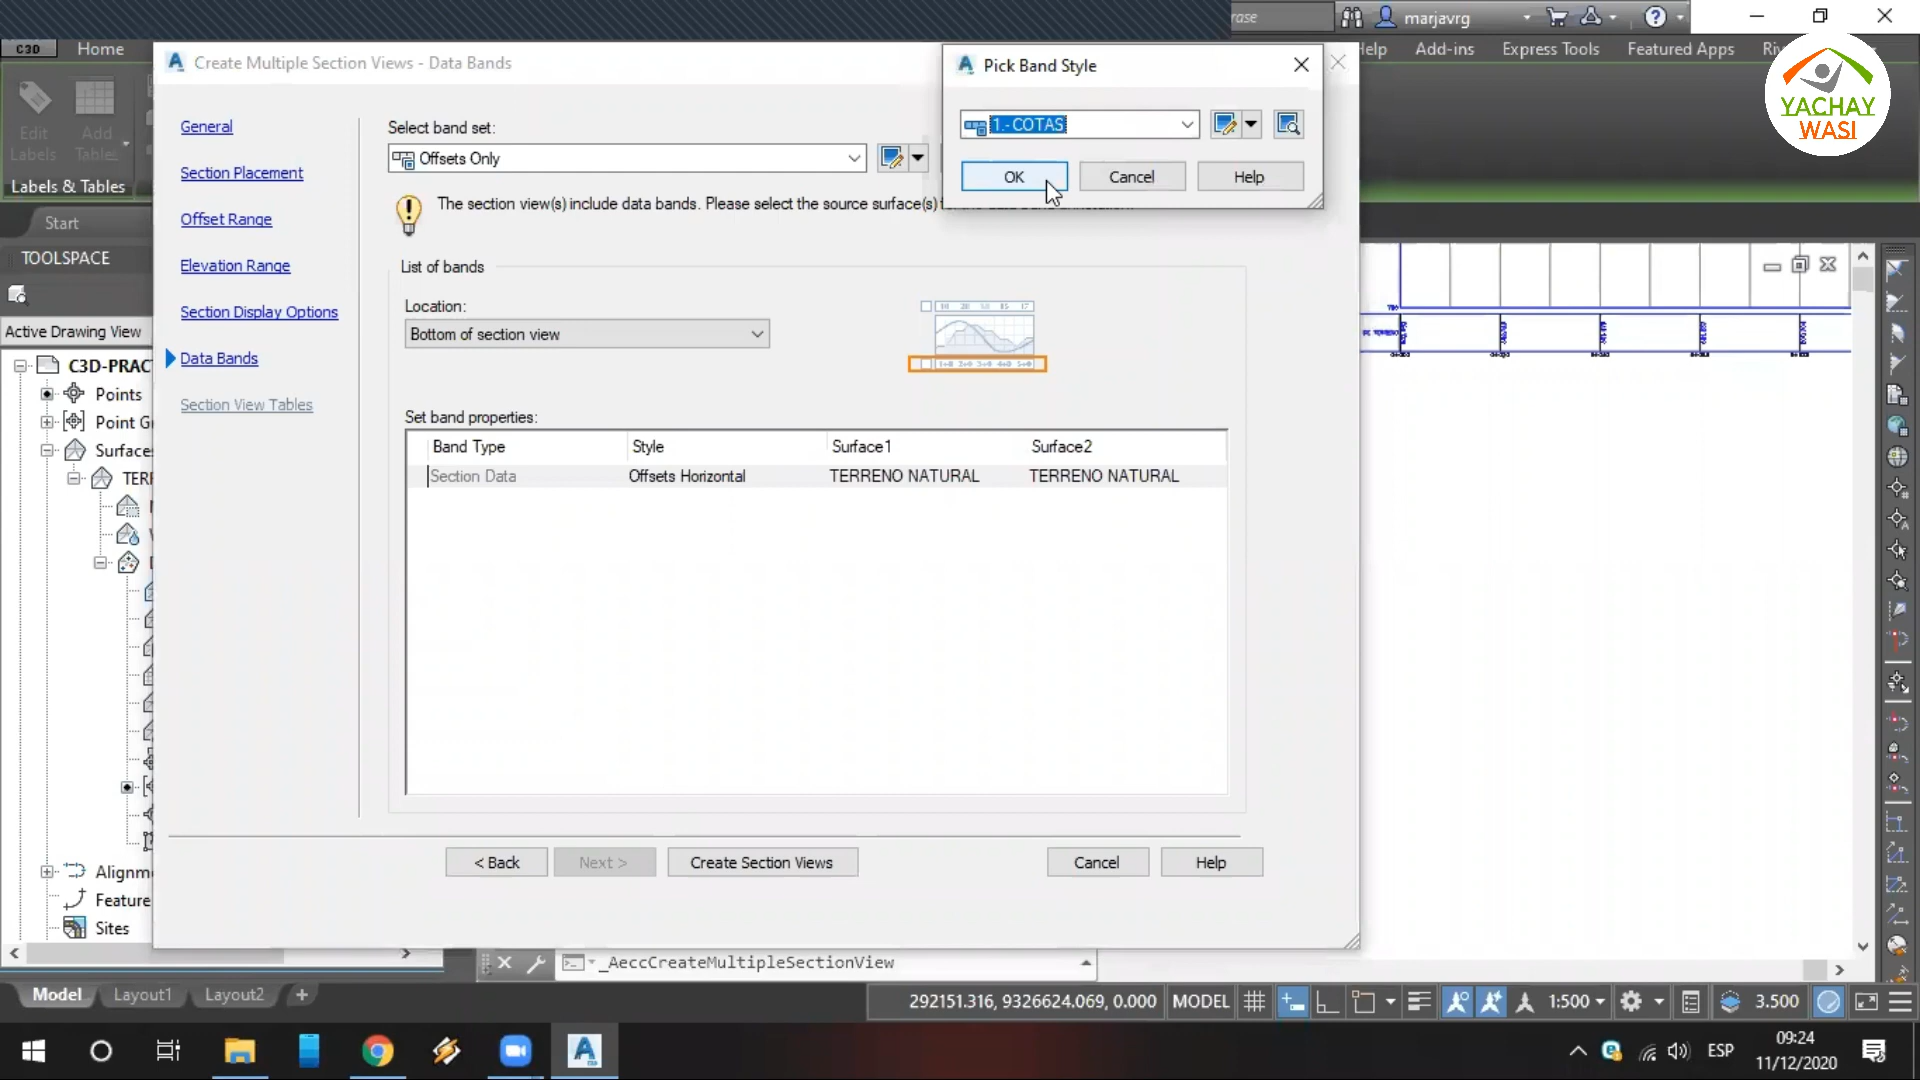 marjavrg
C3D
Home
Help
Add-ins
Express Tools
Featured Apps
YACHAY
WASI
Edit
Labels
Add
Tables
Labels & Tables
Start
TOOLSPACE
Active Drawing View
C3D-PRAC
Points
Point G
Surface
TERR
Alignm
Feature
Sites
Create Multiple Section Views - Data Bands
General
Section Placement
Offset Range
Elevation Range
Section Display Options
Data Bands
Section View Tables
Select band set:
Offsets Only
The section view(s) include data bands. Please select the source surface(s) f
List of bands
Location:
Bottom of section view
Set band properties:
Band Type
Style
Surface1
Surface2
Section Data
Offsets Horizontal
TERRENO NATURAL
TERRENO NATURAL
< Back
Next >
Create Section Views
Cancel
Help
Pick Band Style
1.- COTAS
OK
Cancel
Help
_AeccCreateMultipleSectionView
Model
Layout1
Layout2
292151.316, 9326624.069, 0.000
MODEL
1:500
3.500
ESP
09:24
11/12/2020